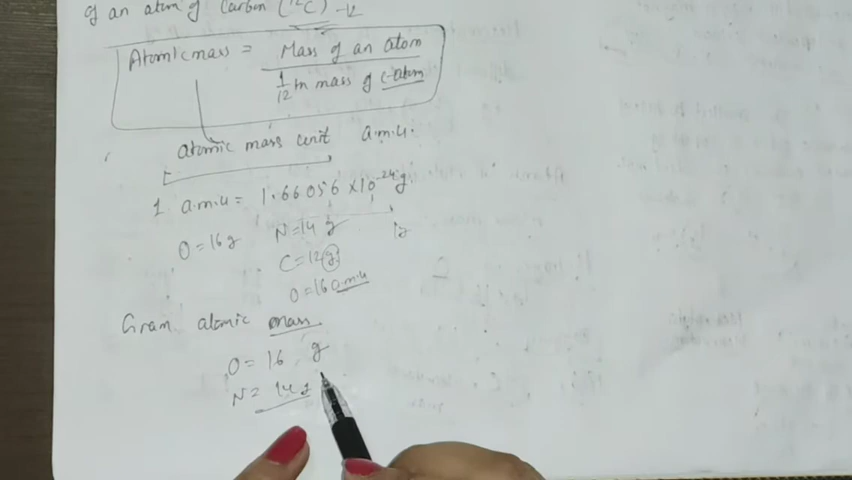 of an atom of Carbon (12C) -12
Atomic mass = Mass of an atom
1/12 th mass of C-atom
atomic mass unit a.m.u.
1 a.m.u = 1.66056 × 10^-24 g.
O = 16 g N = 14 g 1g
C = 12 g
O = 16 a.m.u
Gram atomic mass
O = 16 g
N = 14 g